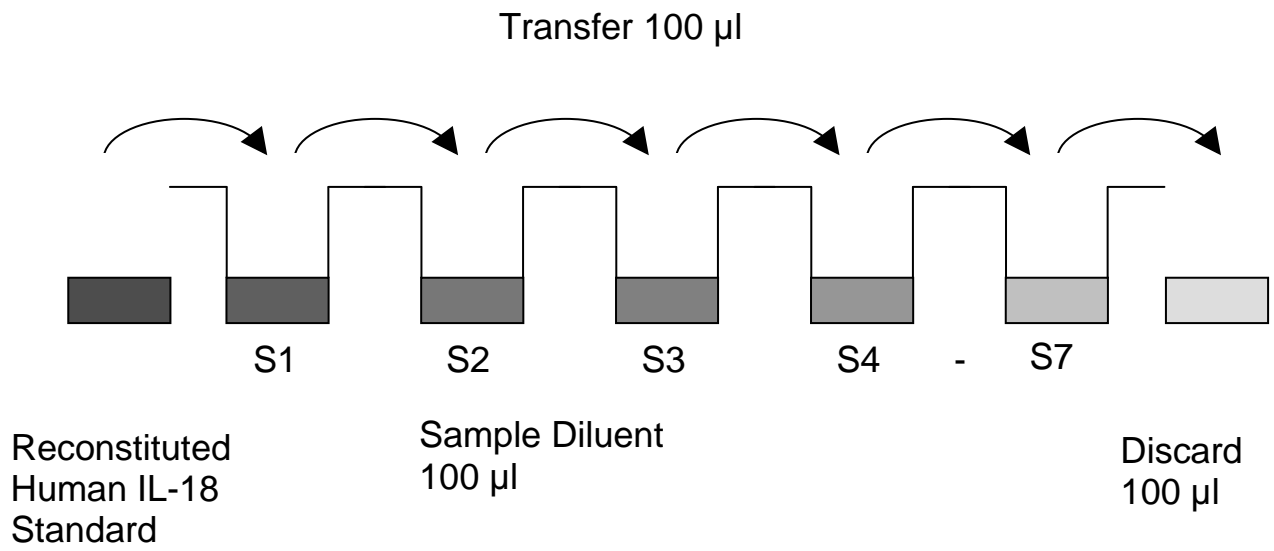 Transfer 100 µl
S1 S2 S3 S4 - S7
Reconstituted
Human IL-18
Standard
Sample Diluent
100 µl
Discard
100 µl